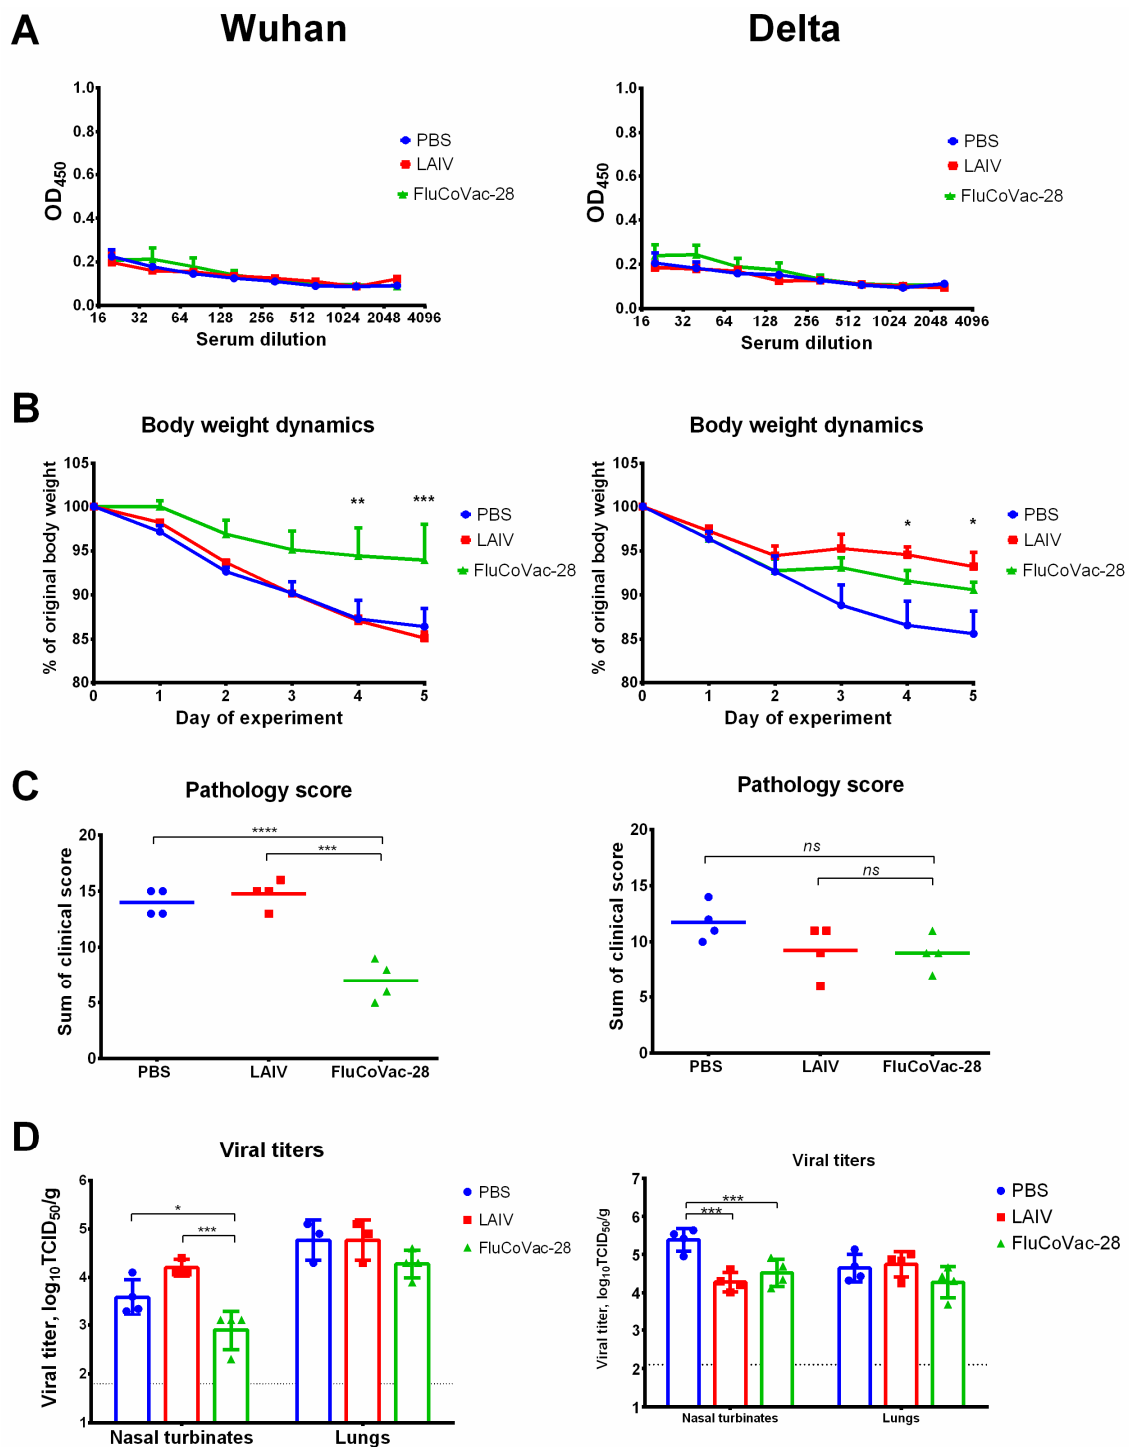 A
Wuhan
Delta
OD450
1.0
0.8
0.6
0.4
0.2
0.0
16 32 64 128 256 512 1024 2048 4096
Serum dilution
PBS
LAIV
FluCoVac-28
OD450
1.0
0.8
0.6
0.4
0.2
0.0
16 32 64 128 256 512 1024 2048 4096
Serum dilution
PBS
LAIV
FluCoVac-28
B
Body weight dynamics
% of original body weight
105
100
95
90
85
80
** ***
0 1 2 3 4 5
Day of experiment
PBS
LAIV
FluCoVac-28
Body weight dynamics
% of original body weight
105
100
95
90
85
80
* *
0 1 2 3 4 5
Day of experiment
PBS
LAIV
FluCoVac-28
C
Pathology score
Sum of clinical score
20
15
10
5
0
****
***
PBS LAIV FluCoVac-28
Pathology score
Sum of clinical score
20
15
10
5
0
ns
ns
PBS LAIV FluCoVac-28
D
Viral titers
Viral titer, log10TCID50/g
6
5
4
3
2
1
*
***
Nasal turbinates Lungs
PBS
LAIV
FluCoVac-28
Viral titers
Viral titer, log10TCID50/g
7
6
5
4
3
2
1
***
***
Nasal turbinates Lungs
PBS
LAIV
FluCoVac-28